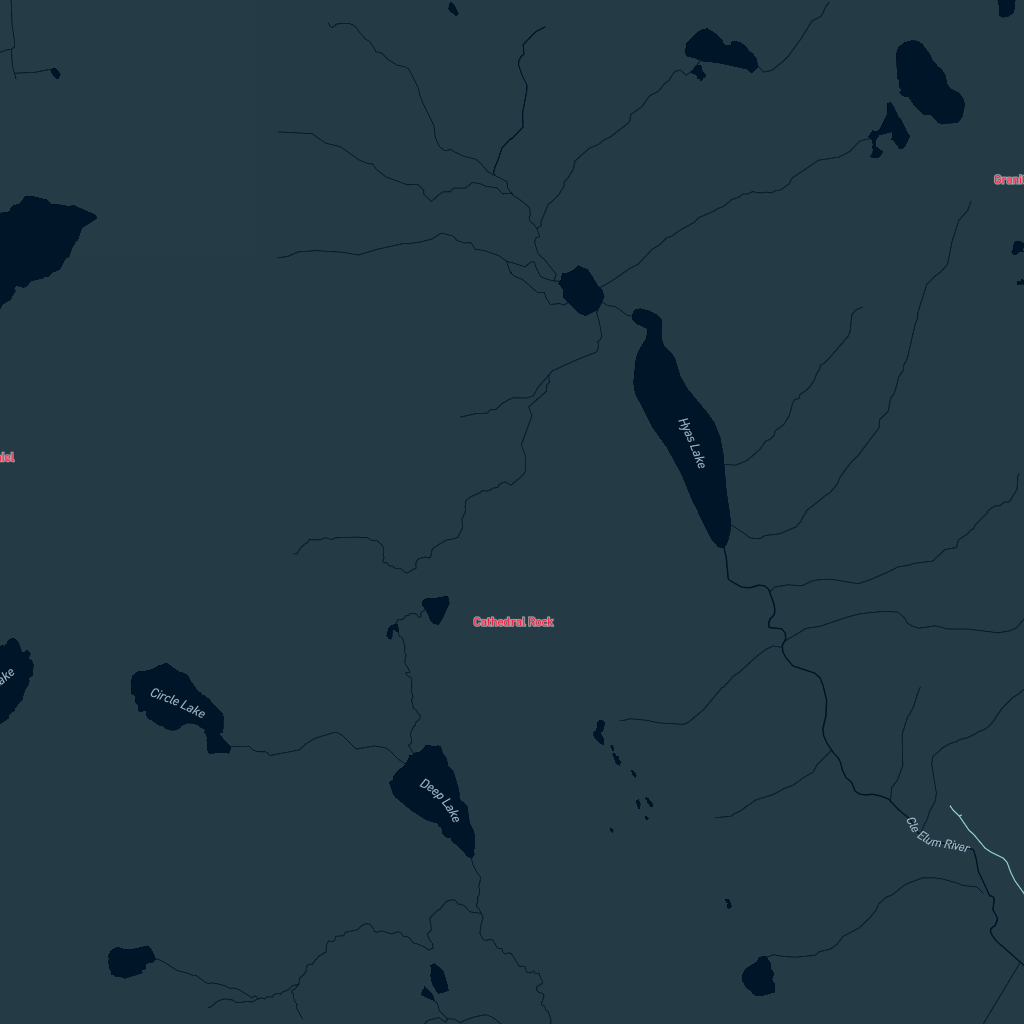 Hyas Lake
Cathedral Rock
Circle Lake
Deep Lake
Cle Elum River